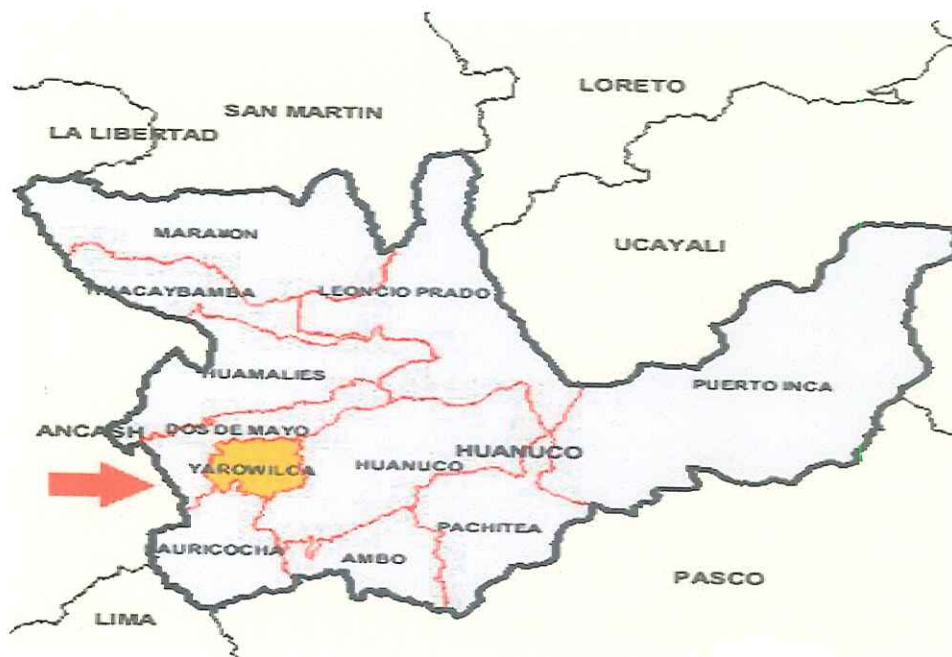 LORETO
SAN MARTIN
LA LIBERTAD
MARAÑON
UCAYALI
HUACAYBAMBA
LEONCIO PRADO
HUAMALIES
PUERTO INCA
ANCASH
DOS DE MAYO
HUANUCO
YAROWILCA
HUANUCO
PACHITEA
LAURICOCHA
AMBO
PASCO
LIMA